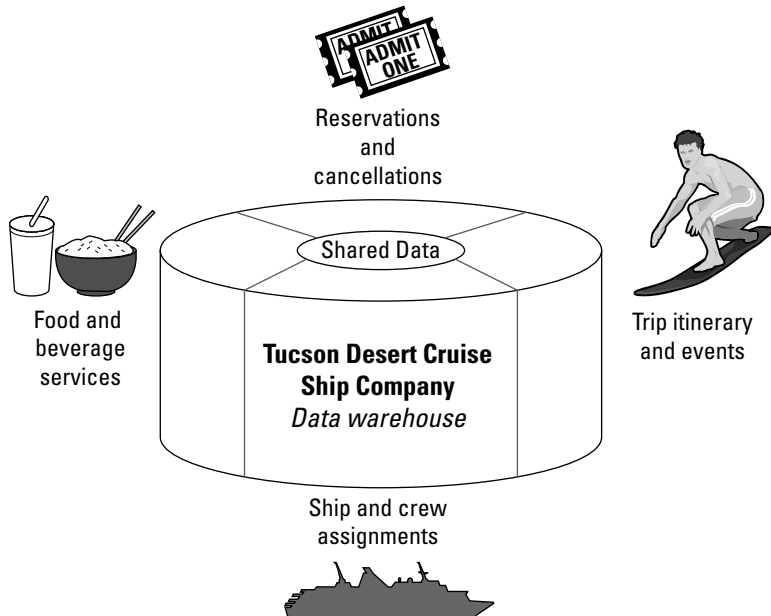 ADMIT
ADMIT
ONE
Reservations
and
cancellations
Shared Data
Food and
beverage
services
Trip itinerary
and events
Tucson Desert Cruise
Ship Company
Data warehouse
Ship and crew
assignments